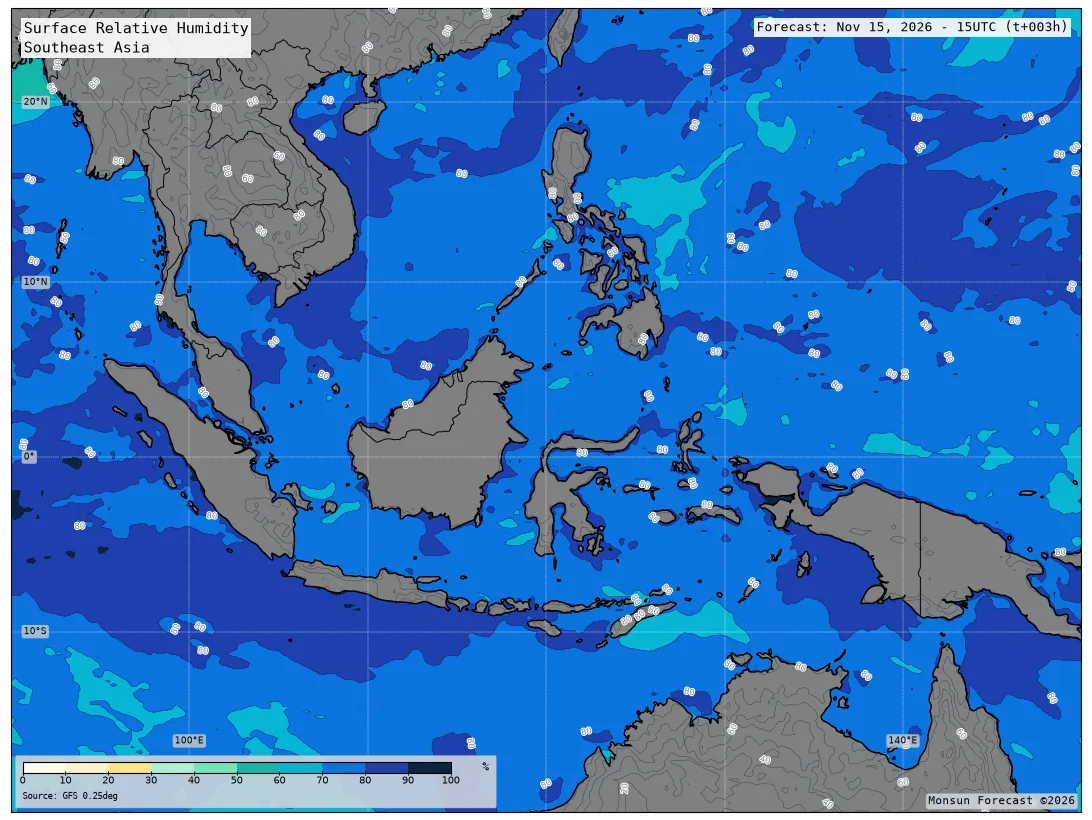 Surface Relative Humidity
Southeast Asia
Forecast: Nov 15, 2026 - 15UTC (t+003h)
20°N
10°N
0°
10°S
100°E
140°E
0 10 20 30 40 50 60 70 80 90 100 %
Source: GFS 0.25deg
Monsun Forecast ©2026